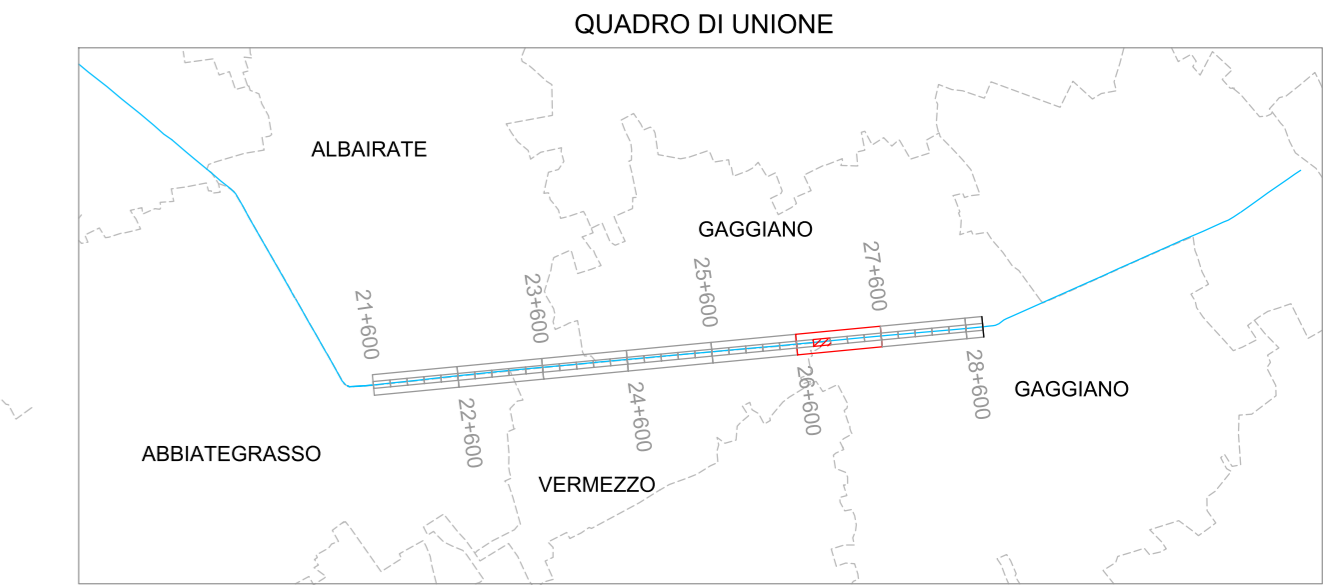 QUADRO DI UNIONE
ALBAIRATE
GAGGIANO
21+600
23+600
25+600
27+600
22+600
24+600
26+600
28+600
GAGGIANO
ABBIATEGRASSO
VERMEZZO